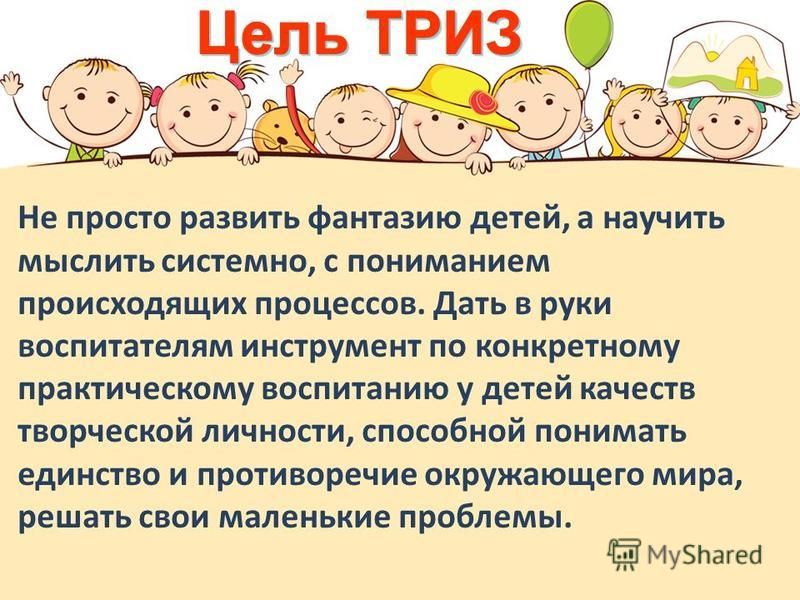 Цель ТРИЗ
Не просто развить фантазию детей, а научить
мыслить системно, с пониманием
происходящих процессов. Дать в руки
воспитателям инструмент по конкретному
практическому воспитанию у детей качеств
творческой личности, способной понимать
единство и противоречие окружающего мира,
решать свои маленькие проблемы.
MyShared